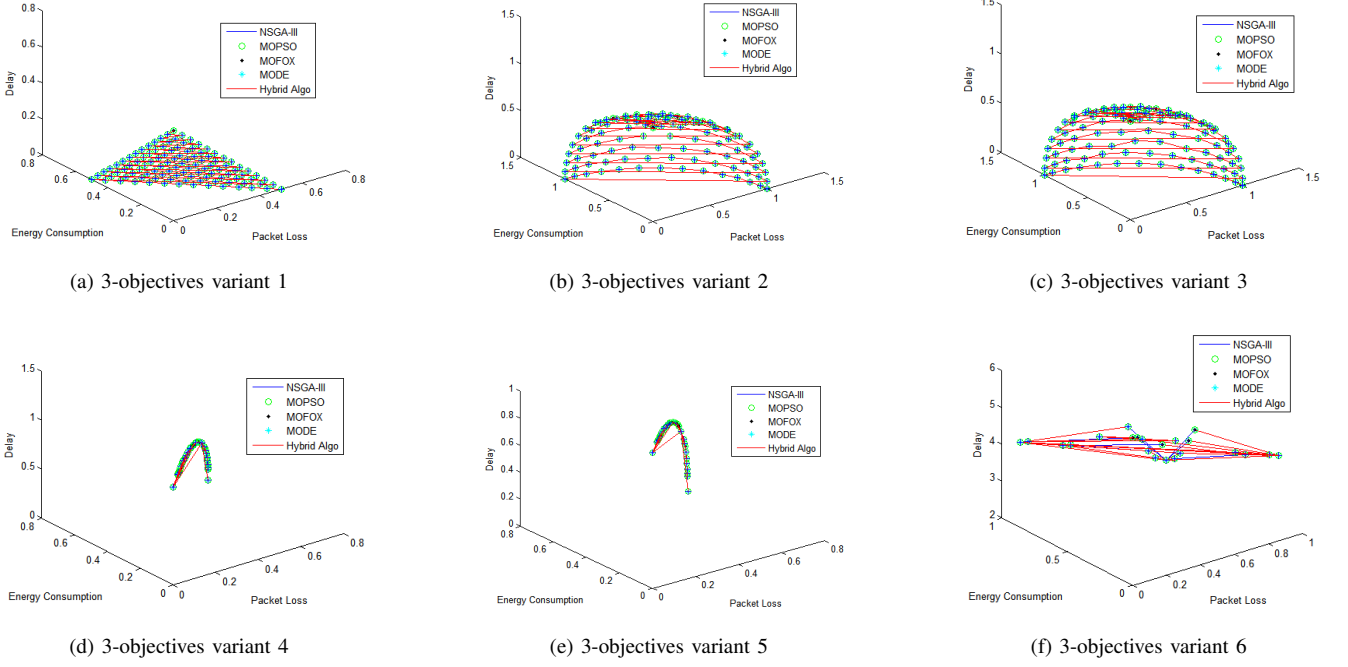 0.8
0.6
0.4
0.2
0
Delay
0.8
0.6
0.4
0.2
0
Energy Consumption
0
0.2
0.4
0.6
0.8
Packet Loss
NSGA-III
MOPSO
MOFOX
MODE
Hybrid Algo
(a) 3-objectives variant 1
1.5
1
0.5
0
Delay
1.5
1
0.5
0
Energy Consumption
0
0.5
1
1.5
Packet Loss
NSGA-III
MOPSO
MOFOX
MODE
Hybrid Algo
(b) 3-objectives variant 2
1.5
1
0.5
0
Delay
1.5
1
0.5
0
Energy Consumption
0
0.5
1
1.5
Packet Loss
NSGA-III
MOPSO
MOFOX
MODE
Hybrid Algo
(c) 3-objectives variant 3
1.5
1
0.5
0
Delay
0.8
0.6
0.4
0.2
0
Energy Consumption
0
0.2
0.4
0.6
0.8
Packet Loss
NSGA-III
MOPSO
MOFOX
MODE
Hybrid Algo
(d) 3-objectives variant 4
1
0.8
0.6
0.4
0.2
0
Delay
0.8
0.6
0.4
0.2
0
Energy Consumption
0
0.2
0.4
0.6
0.8
Packet Loss
NSGA-III
MOPSO
MOFOX
MODE
Hybrid Algo
(e) 3-objectives variant 5
6
5
4
3
2
Delay
1
0.5
0
Energy Consumption
0
0.2
0.4
0.6
0.8
1
Packet Loss
NSGA-III
MOPSO
MOFOX
MODE
Hybrid Algo
(f) 3-objectives variant 6